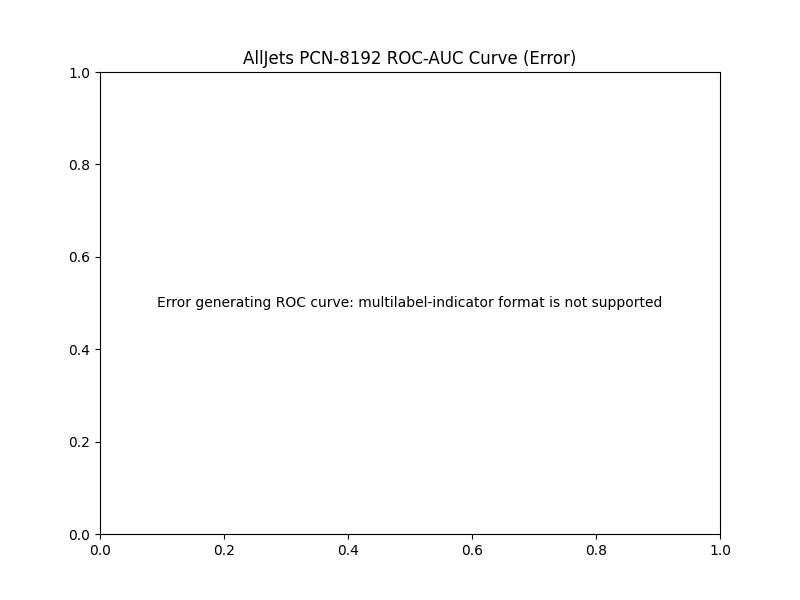 AllJets PCN-8192 ROC-AUC Curve (Error)
1.0
0.8
0.6
Error generating ROC curve: multilabel-indicator format is not supported
0.4
0.2
0.0
0.0 0.2 0.4 0.6 0.8 1.0